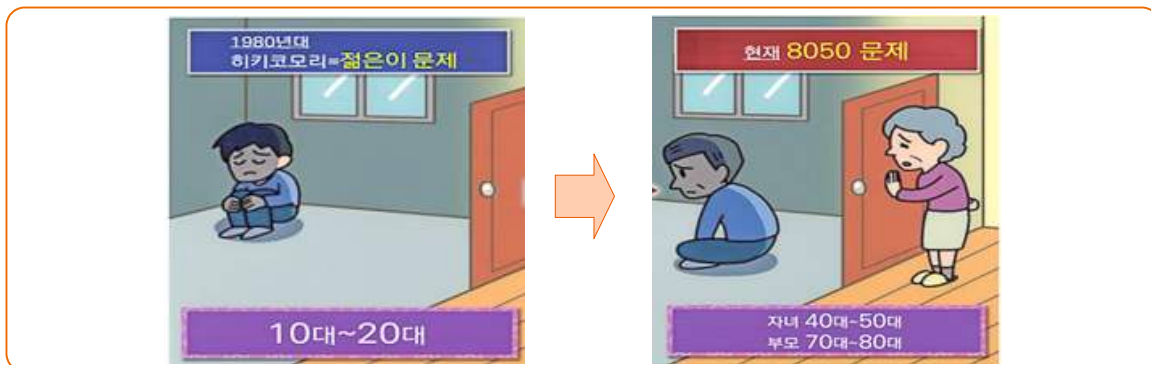 1980년대
히키코모리=젊은이 문제
10대~20대
현재 8050 문제
자녀 40대~50대
부모 70대~80대